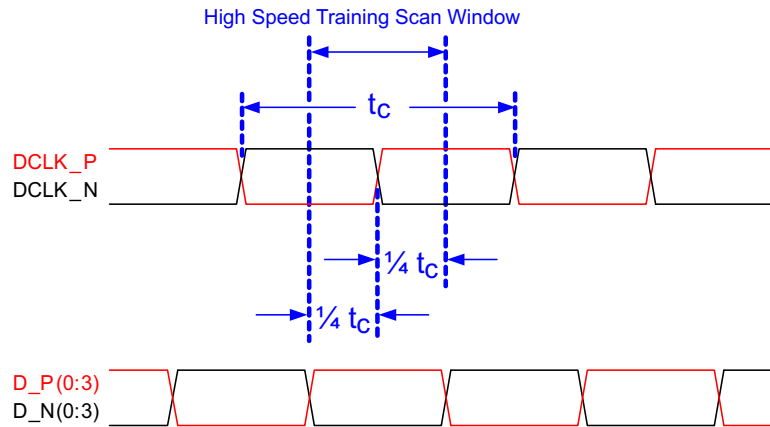 High Speed Training Scan Window
tC
DCLK_P
DCLK_N
¼ tC
¼ tC
D_P(0:3)
D_N(0:3)